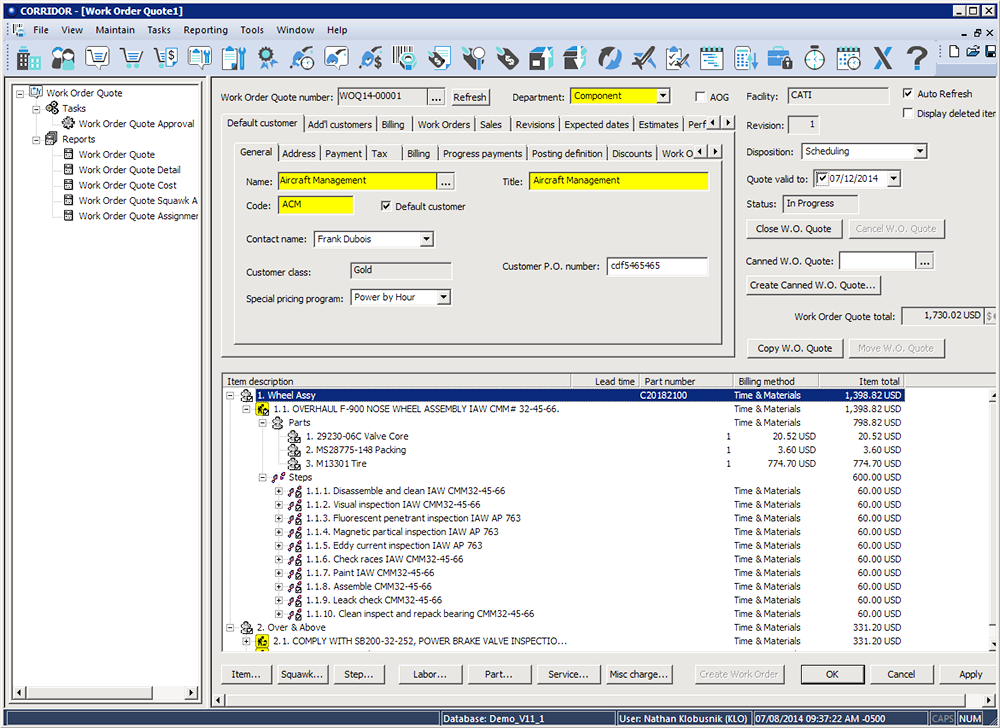 CORRIDOR - [Work Order Quote1]
File View Maintain Tasks Reporting Tools Window Help
Work Order Quote
Tasks
Work Order Quote Approval
Reports
Work Order Quote
Work Order Quote Detail
Work Order Quote Cost
Work Order Quote Squawk A
Work Order Quote Assignmer
Work Order Quote number: WOQ14-00001 ... Refresh Department: Component AOG
Default customer Add'l customers Billing Work Orders Sales Revisions Expected dates Estimates Perf
General Address Payment Tax Billing Progress payments Posting definition Discounts Work O
Name: Aircraft Management ... Title: Aircraft Management
Code: ACM Default customer
Contact name: Frank Dubois
Customer class: Gold Customer P.O. number: cdf5465465
Special pricing program: Power by Hour
Facility: CATI Auto Refresh
Display deleted iter
Revision: 1
Disposition: Scheduling
Quote valid to: 07/12/2014
Status: In Progress
Close W.O. Quote Cancel W.O. Quote
Canned W.O. Quote: ...
Create Canned W.O. Quote...
Work Order Quote total: 1,730.02 USD
Copy W.O. Quote Move W.O. Quote
Item description Lead time Part number Billing method Item total
1. Wheel Assy C20182100 Time & Materials 1,398.82 USD
1.1. OVERHAUL F-900 NOSE WHEEL ASSEMBLY IAW CMM# 32-45-66. Time & Materials 1,398.82 USD
Parts Time & Materials 798.82 USD
1. 29230-06C Valve Core 1 20.52 USD 20.52 USD
2. MS28775-148 Packing 1 3.60 USD 3.60 USD
3. M13301 Tire 1 774.70 USD 774.70 USD
Steps 600.00 USD
1.1.1. Disassemble and clean IAW CMM32-45-66 Time & Materials 60.00 USD
1.1.2. Visual inspection IAW CMM32-45-66 Time & Materials 60.00 USD
1.1.3. Fluorescent penetrant inspection IAW AP 763 Time & Materials 60.00 USD
1.1.4. Magnetic partical inspection IAW AP 763 Time & Materials 60.00 USD
1.1.5. Eddy current inspection IAW AP 763 Time & Materials 60.00 USD
1.1.6. Check races IAW CMM32-45-66 Time & Materials 60.00 USD
1.1.7. Paint IAW CMM32-45-66 Time & Materials 60.00 USD
1.1.8. Assemble CMM32-45-66 Time & Materials 60.00 USD
1.1.9. Leack check CMM32-45-66 Time & Materials 60.00 USD
1.1.10. Clean inspect and repack bearing CMM32-45-66 Time & Materials 60.00 USD
2. Over & Above Time & Materials 331.20 USD
2.1. COMPLY WITH SB200-32-252, POWER BRAKE VALVE INSPECTIO... Time & Materials 331.20 USD
Item... Squawk... Step... Labor... Part... Service... Misc charge... Create Work Order OK Cancel Apply
Database: Demo_V11_1 User: Nathan Klobusnik (KLO) 07/08/2014 09:37:22 AM -0500 CAPS NUM